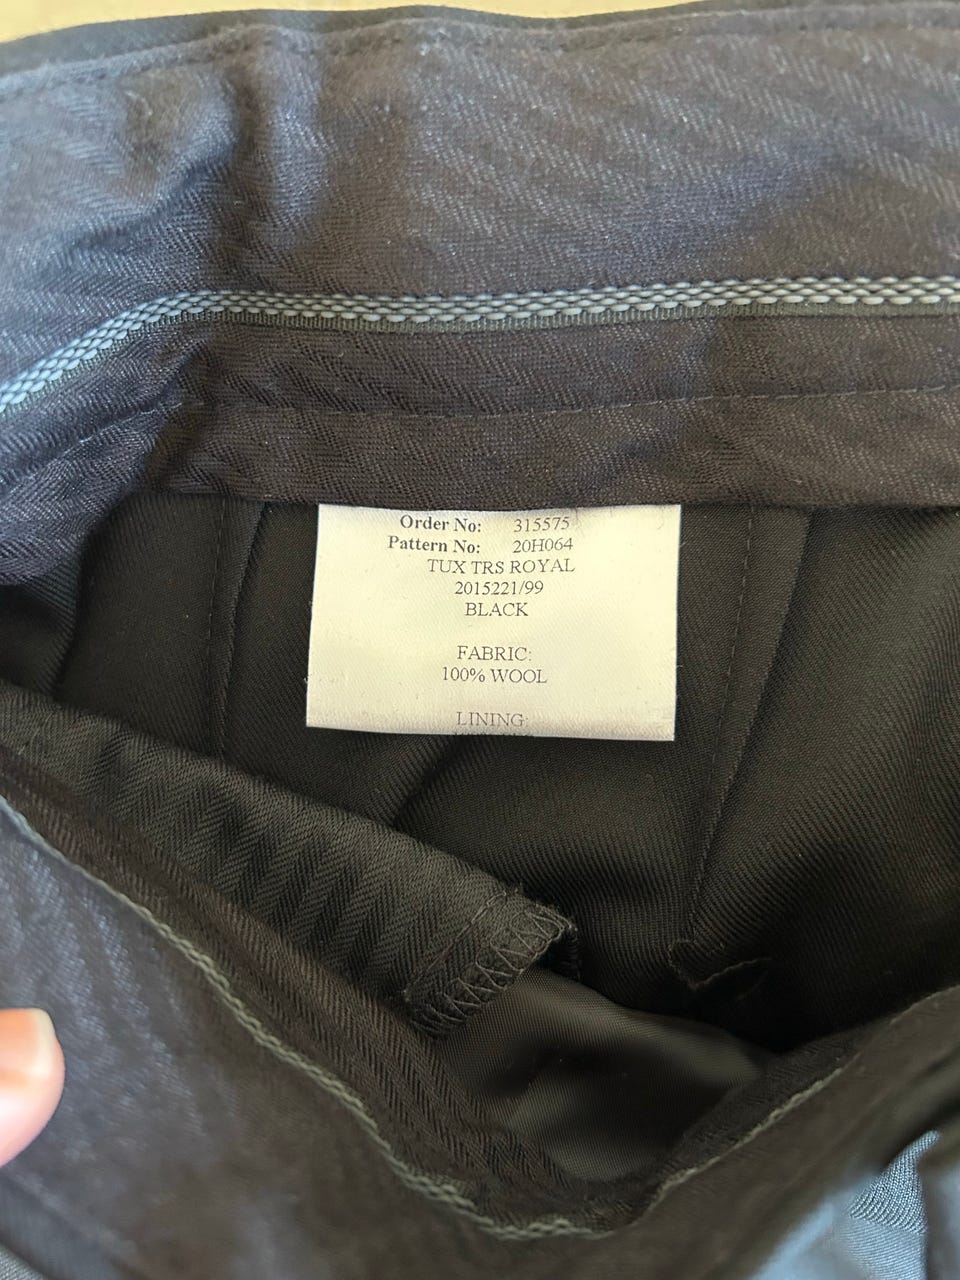 Order No: 315575
Pattern No: 20H064
TUX TRS ROYAL
2015221/99
BLACK
FABRIC:
100% WOOL
LINING: